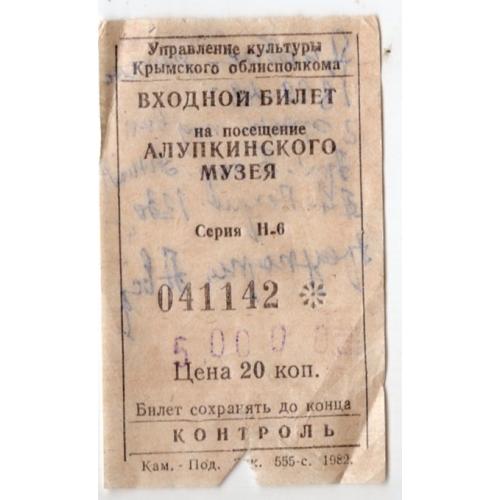 Управление культуры
Крымского облисполкома
ВХОДНОЙ БИЛЕТ
на посещение
АЛУПКИНСКОГО
МУЗЕЯ
Серия Н-6
041142
5000
Цена 20 коп.
Билет сохранять до конца
КОНТРОЛЬ
Кам.-Под. 555-с. 1982.